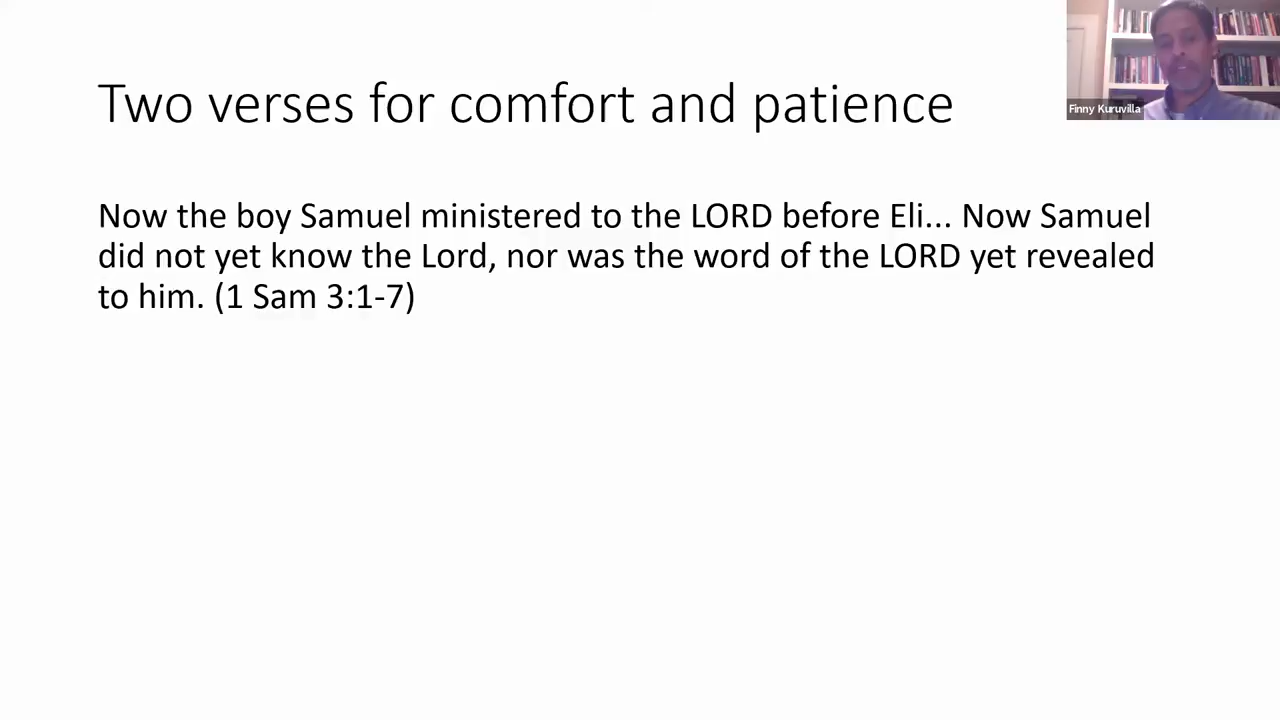 Two verses for comfort and patience
Finny Kuruvilla
Now the boy Samuel ministered to the LORD before Eli... Now Samuel
did not yet know the Lord, nor was the word of the LORD yet revealed
to him. (1 Sam 3:1-7)